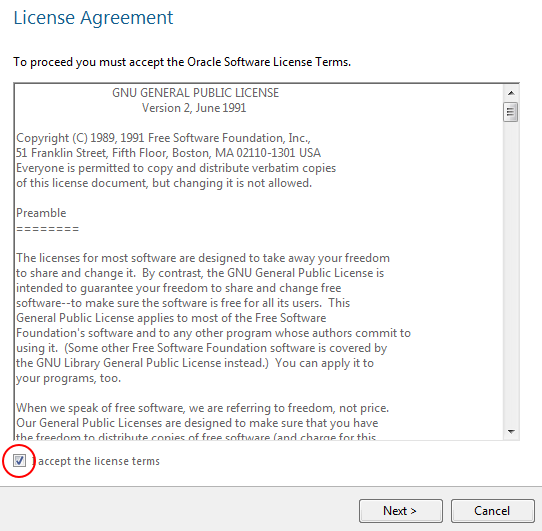 License Agreement
To proceed you must accept the Oracle Software License Terms.
GNU GENERAL PUBLIC LICENSE
Version 2, June 1991
Copyright (C) 1989, 1991 Free Software Foundation, Inc.,
51 Franklin Street, Fifth Floor, Boston, MA 02110-1301 USA
Everyone is permitted to copy and distribute verbatim copies
of this license document, but changing it is not allowed.
Preamble
========
The licenses for most software are designed to take away your freedom
to share and change it.  By contrast, the GNU General Public License is
intended to guarantee your freedom to share and change free
software--to make sure the software is free for all its users.  This
General Public License applies to most of the Free Software
Foundation's software and to any other program whose authors commit to
using it.  (Some other Free Software Foundation software is covered by
the GNU Library General Public License instead.)  You can apply it to
your programs, too.
When we speak of free software, we are referring to freedom, not price.
Our General Public Licenses are designed to make sure that you have
the freedom to distribute copies of free software (and charge for this
I accept the license terms
Next >
Cancel